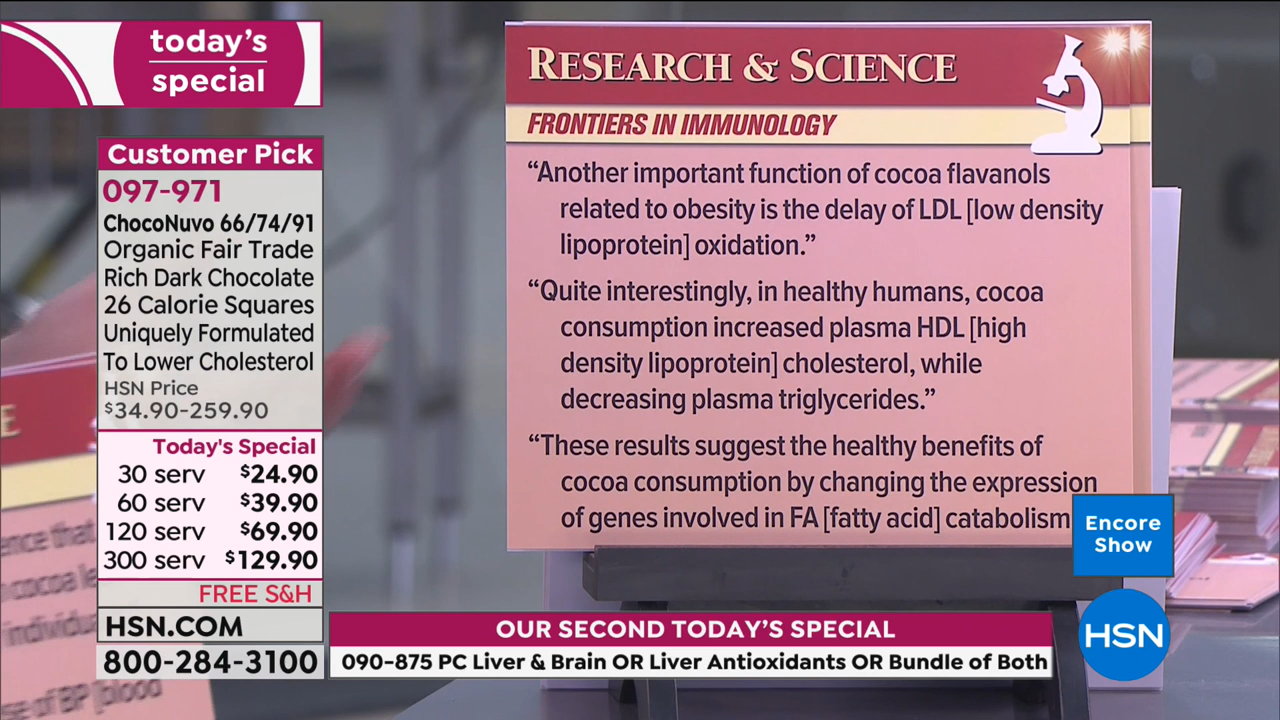 today's
special
Customer Pick
097-971
ChocoNuvo 66/74/91
Organic Fair Trade
Rich Dark Chocolate
26 Calorie Squares
Uniquely Formulated
To Lower Cholesterol
HSN Price
$34.90-259.90
Today's Special
30 serv $24.90
60 serv $39.90
120 serv $69.90
300 serv $129.90
FREE S&H
HSN.COM
800-284-3100
RESEARCH & SCIENCE
FRONTIERS IN IMMUNOLOGY
“Another important function of cocoa flavanols
related to obesity is the delay of LDL [low density
lipoprotein] oxidation.”
“Quite interestingly, in healthy humans, cocoa
consumption increased plasma HDL [high
density lipoprotein] cholesterol, while
decreasing plasma triglycerides.”
“These results suggest the healthy benefits of
cocoa consumption by changing the expression
of genes involved in FA [fatty acid] catabolism
Encore
Show
HSN
OUR SECOND TODAY'S SPECIAL
090-875 PC Liver & Brain OR Liver Antioxidants OR Bundle of Both
that
cocoa
of BP [blood